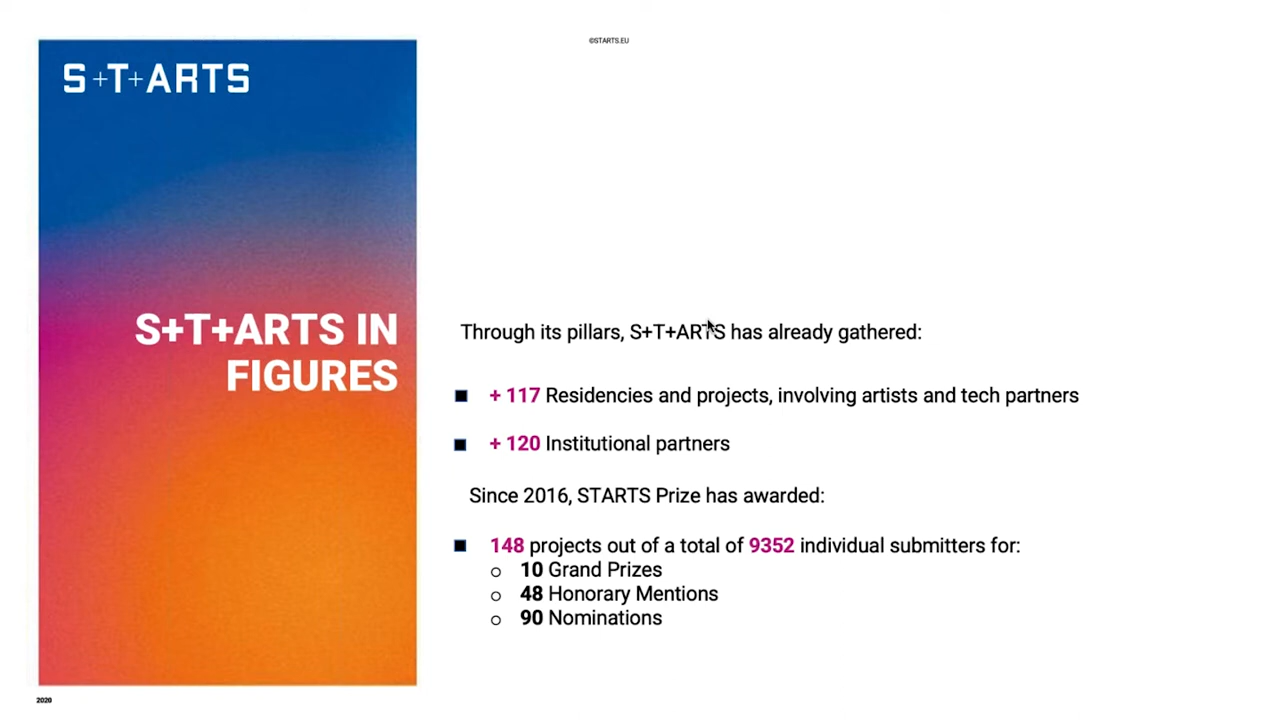 ©STARTS.EU
S+T+ARTS
S+T+ARTS IN
FIGURES
Through its pillars, S+T+ARTS has already gathered:
+ 117 Residencies and projects, involving artists and tech partners
+ 120 Institutional partners
Since 2016, STARTS Prize has awarded:
148 projects out of a total of 9352 individual submitters for:
10 Grand Prizes
48 Honorary Mentions
90 Nominations
2020